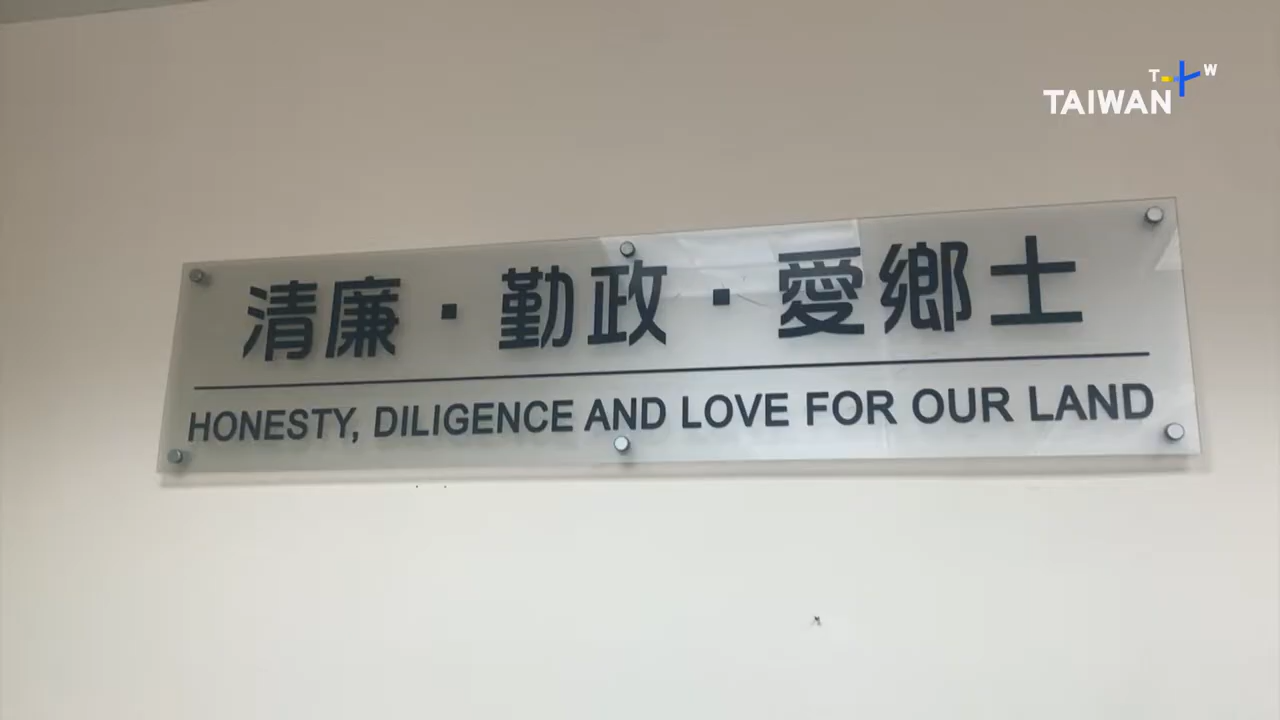 T W
TAIWAN
清廉·勤政·愛鄉土
HONESTY, DILIGENCE AND LOVE FOR OUR LAND